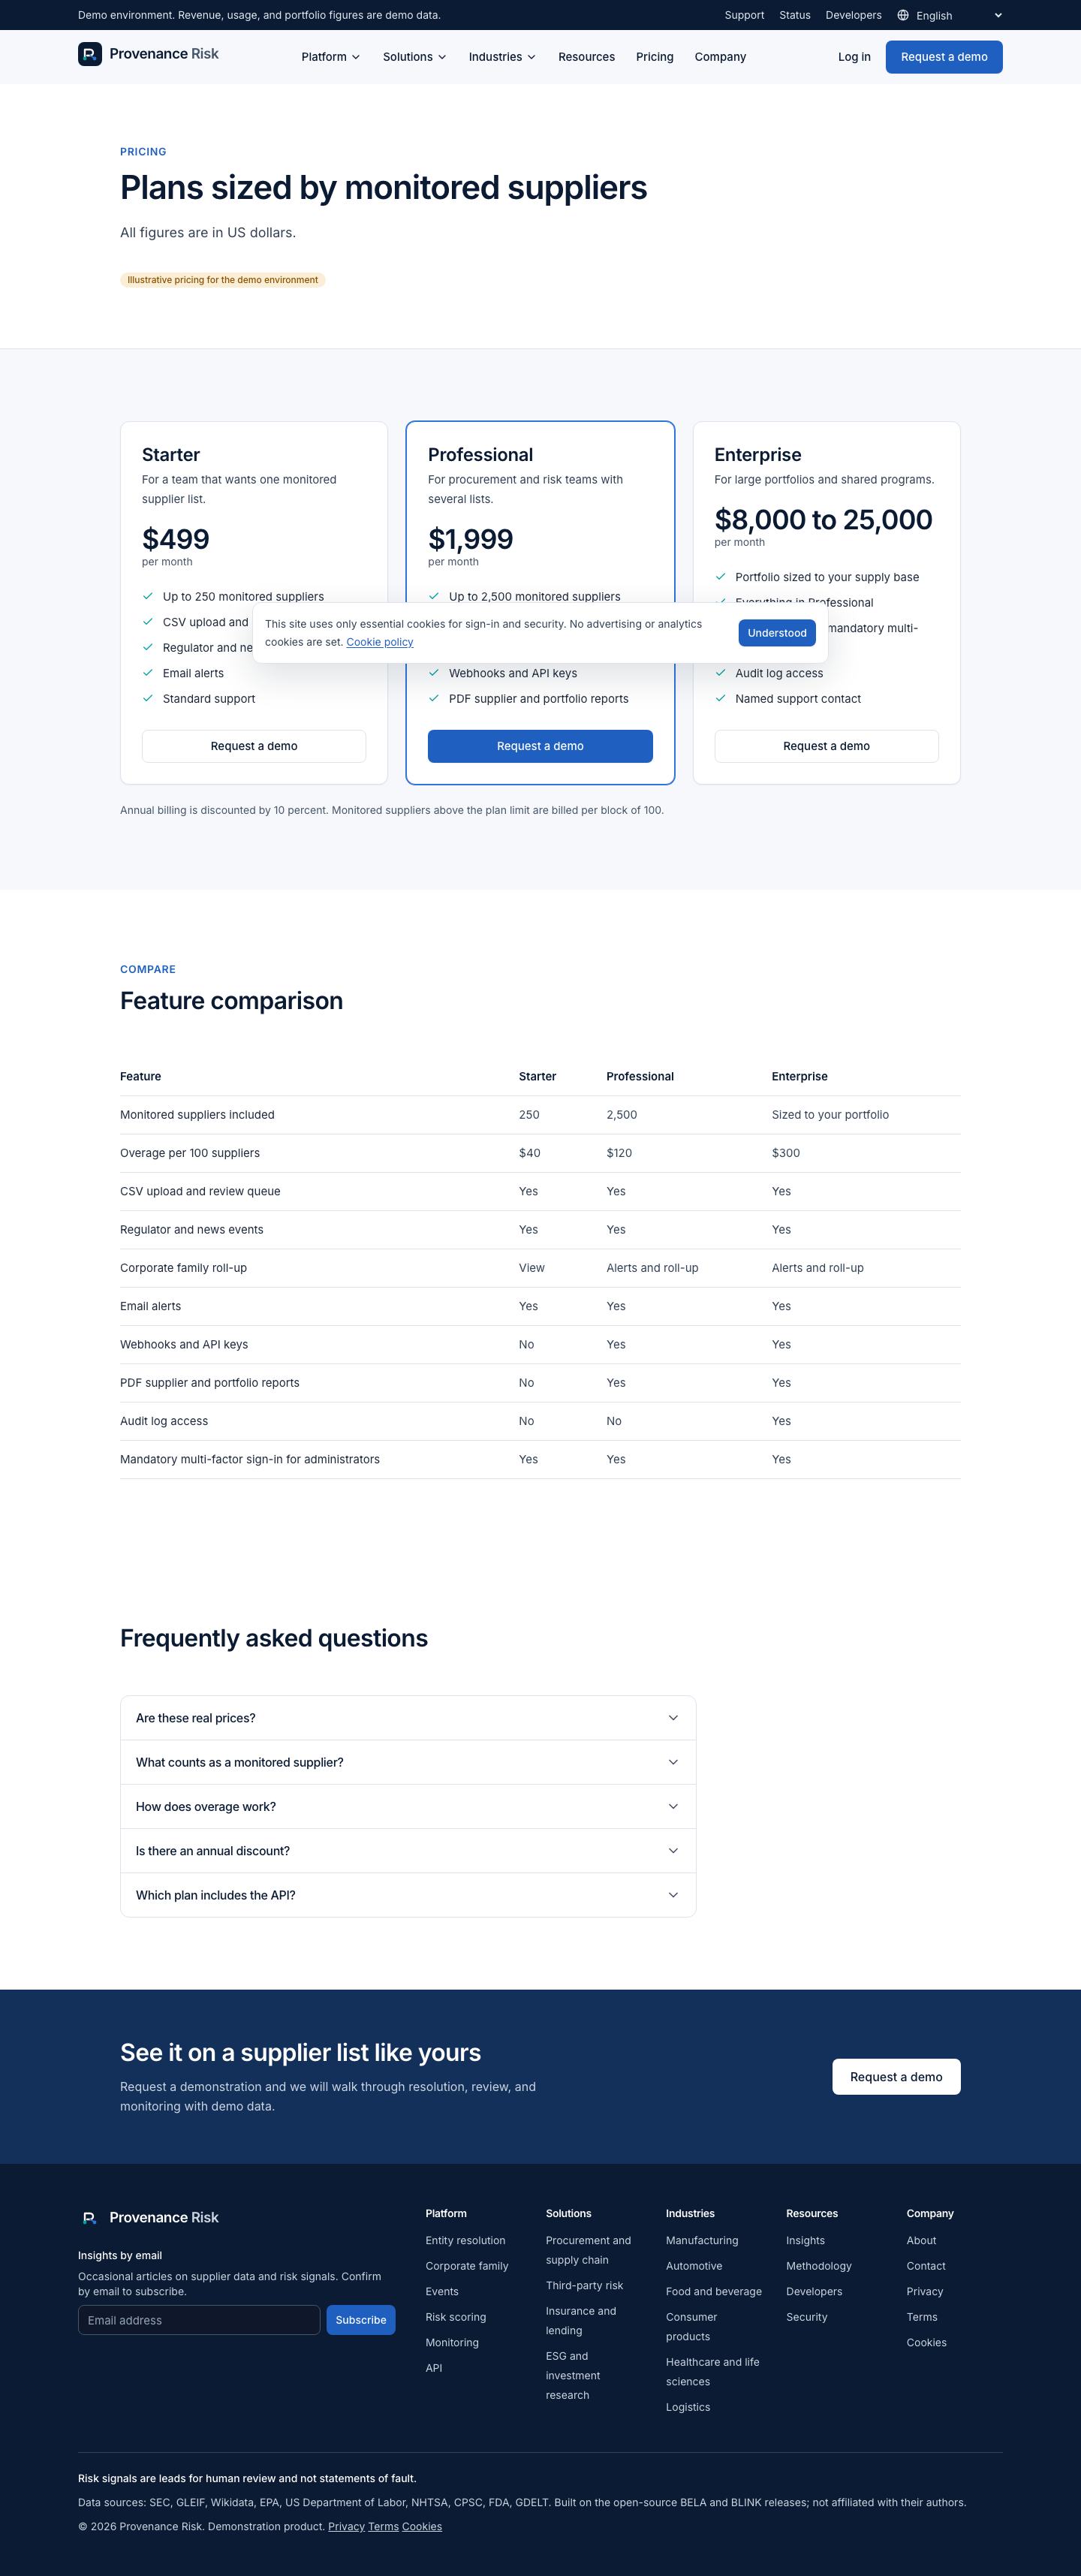 Demo environment. Revenue, usage, and portfolio figures are demo data.
Support Status Developers English
Provenance Risk
Platform Solutions Industries Resources Pricing Company
Log in Request a demo
PRICING
Plans sized by monitored suppliers
All figures are in US dollars.
Illustrative pricing for the demo environment
Starter
For a team that wants one monitored
supplier list.
$499
per month
Up to 250 monitored suppliers
CSV upload and
Regulator and
Email alerts
Standard support
Request a demo
Professional
For procurement and risk teams with
several lists.
$1,999
per month
Up to 2,500 monitored suppliers
Webhooks and API keys
PDF supplier and portfolio reports
Request a demo
Enterprise
For large portfolios and shared programs.
$8,000 to 25,000
per month
Portfolio sized to your supply base
Everything in Professional
mandatory multi-
Audit log access
Named support contact
Request a demo
This site uses only essential cookies for sign-in and security. No advertising or analytics
cookies are set. Cookie policy
Understood
Annual billing is discounted by 10 percent. Monitored suppliers above the plan limit are billed per block of 100.
COMPARE
Feature comparison
Feature Starter Professional Enterprise
Monitored suppliers included 250 2,500 Sized to your portfolio
Overage per 100 suppliers $40 $120 $300
CSV upload and review queue Yes Yes Yes
Regulator and news events Yes Yes Yes
Corporate family roll-up View Alerts and roll-up Alerts and roll-up
Email alerts Yes Yes Yes
Webhooks and API keys No Yes Yes
PDF supplier and portfolio reports No Yes Yes
Audit log access No No Yes
Mandatory multi-factor sign-in for administrators Yes Yes Yes
Frequently asked questions
Are these real prices?
What counts as a monitored supplier?
How does overage work?
Is there an annual discount?
Which plan includes the API?
See it on a supplier list like yours
Request a demonstration and we will walk through resolution, review, and
monitoring with demo data.
Request a demo
Provenance Risk
Insights by email
Occasional articles on supplier data and risk signals. Confirm
by email to subscribe.
Email address
Subscribe
Platform
Entity resolution
Corporate family
Events
Risk scoring
Monitoring
API
Solutions
Procurement and
supply chain
Third-party risk
Insurance and
lending
ESG and
investment
research
Industries
Manufacturing
Automotive
Food and beverage
Consumer
products
Healthcare and life
sciences
Logistics
Resources
Insights
Methodology
Developers
Security
Company
About
Contact
Privacy
Terms
Cookies
Risk signals are leads for human review and not statements of fault.
Data sources: SEC, GLEIF, Wikidata, EPA, US Department of Labor, NHTSA, CPSC, FDA, GDELT. Built on the open-source BELA and BLINK releases; not affiliated with their authors.
© 2026 Provenance Risk. Demonstration product. Privacy Terms Cookies